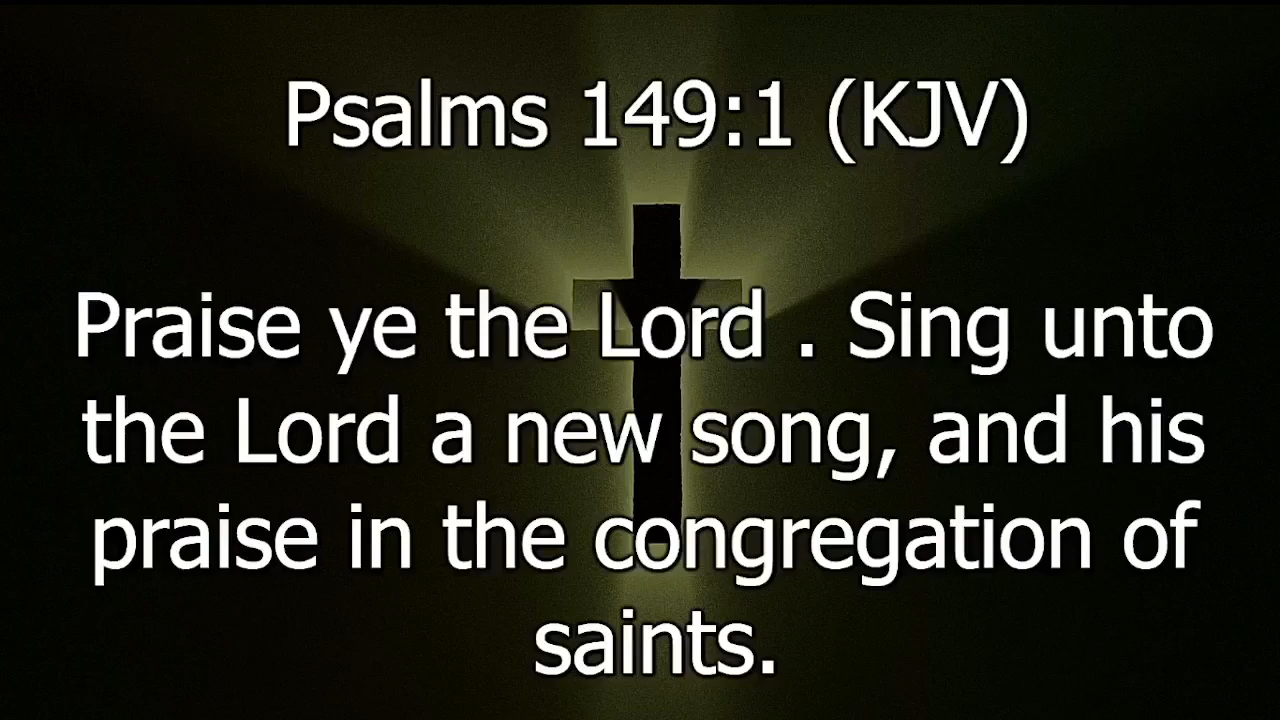 Psalms 149:1 (KJV)
Praise ye the Lord . Sing unto
the Lord a new song, and his
praise in the congregation of
saints.